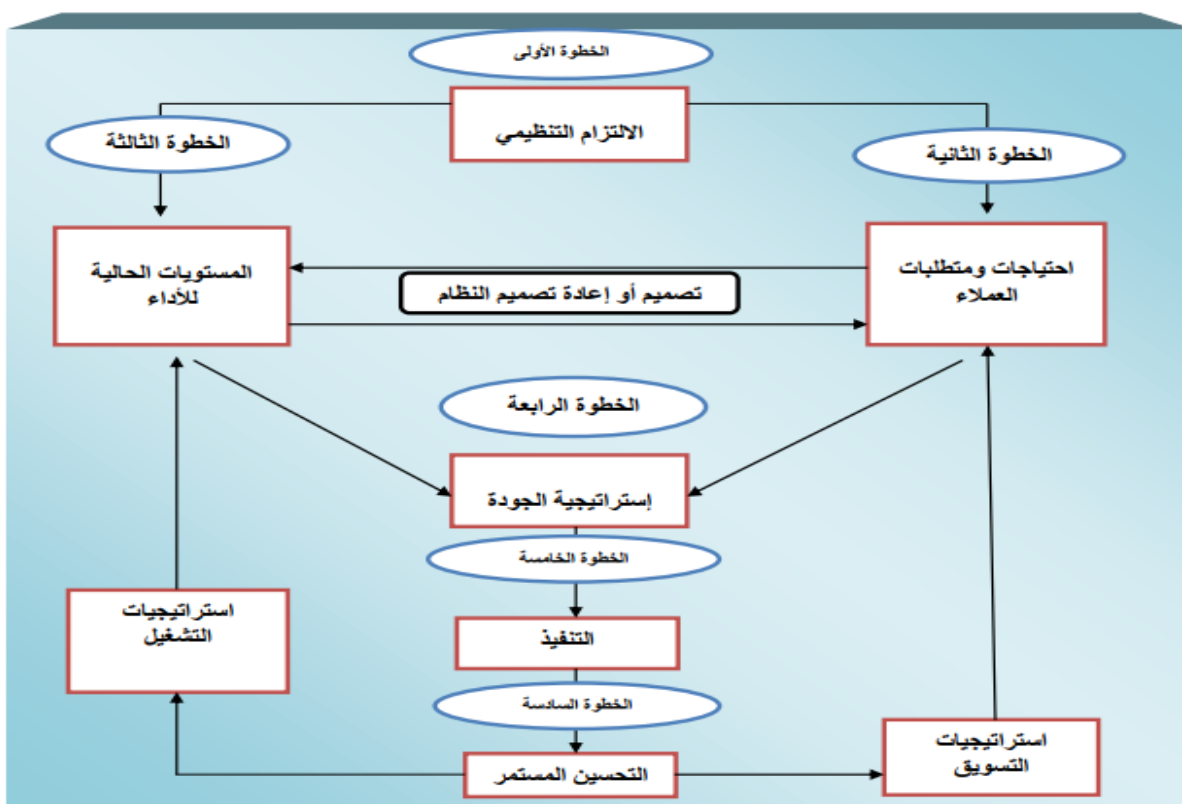 الخطوة الأولى
الالتزام التنظيمي
الخطوة الثانية
الخطوة الثالثة
احتياجات ومتطلبات
العملاء
المستويات الحالية
للأداء
تصميم أو إعادة تصميم النظام
الخطوة الرابعة
إستراتيجية الجودة
الخطوة الخامسة
استراتيجيات
التشغيل
التنفيذ
الخطوة السادسة
استراتيجيات
التسويق
التحسين المستمر